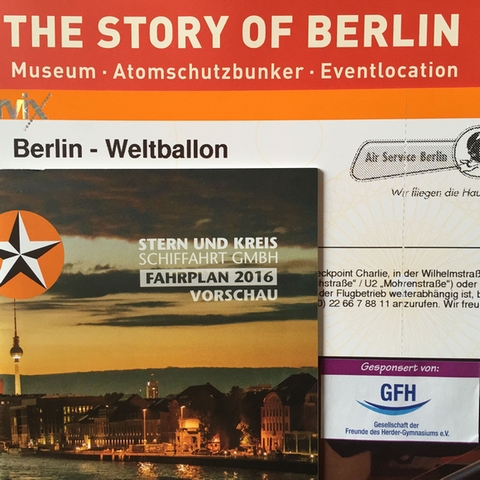 THE STORY OF BERLIN
Museum · Atomschutzbunker · Eventlocation
mix
Berlin - Weltballon
Air Service Berlin
Wir fliegen die Hau
STERN UND KREIS
SCHIFFAHRT GMBH
FAHRPLAN 2016
VORSCHAU
eckpoint Charlie, in der Wilhelmstraß
hstraße" / U2 „Mohrenstraße") oder
der Flugbetrieb wetterabhängig ist, b
0) 22 66 7 88 11 anzurufen. Wir freu
Gesponsert von:
GFH
Gesellschaft der
Freunde des Herder-Gymnasiums e.V.